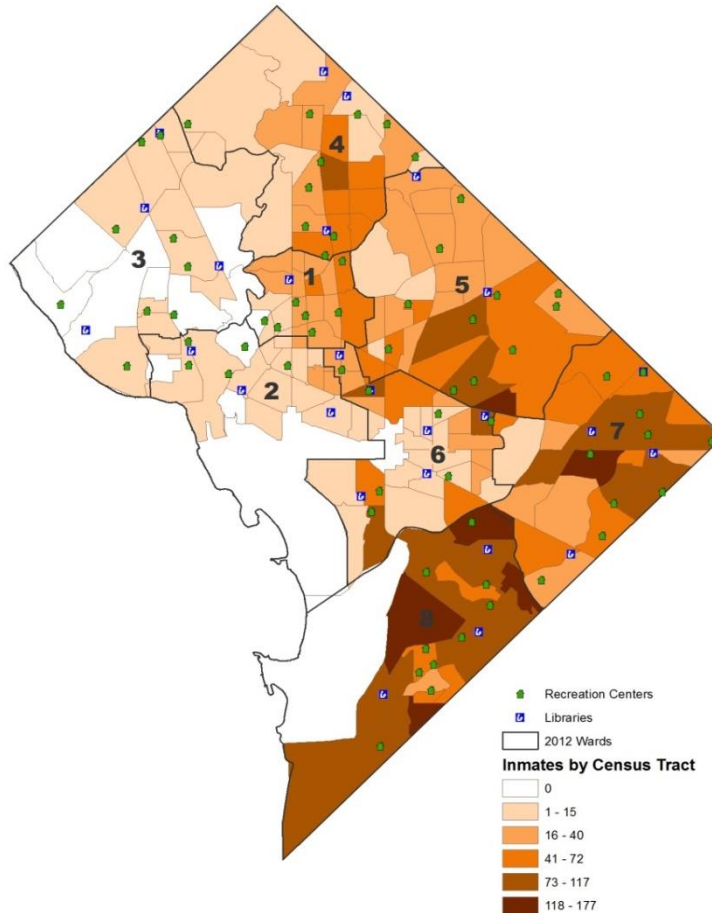 4
3
1
5
2
7
6
8
Recreation Centers
Libraries
2012 Wards
Inmates by Census Tract
0
1 - 15
16 - 40
41 - 72
73 - 117
118 - 177